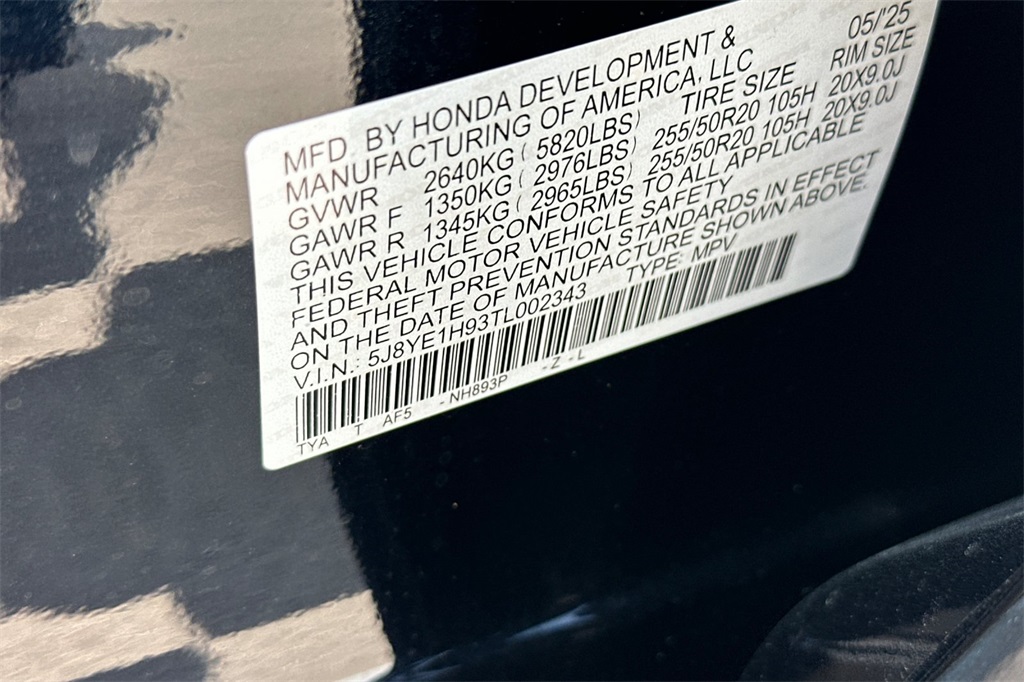 MFD BY HONDA DEVELOPMENT & 05/'25
MANUFACTURING OF AMERICA, LLC RIM SIZE
GVWR 2640KG ( 5820LBS) TIRE SIZE 20X9.0J
GAWR F 1350KG ( 2976LBS) 255/50R20 105H 20X9.0J
GAWR R 1345KG ( 2965LBS) 255/50R20 105H
THIS VEHICLE CONFORMS TO ALL APPLICABLE
FEDERAL MOTOR VEHICLE SAFETY
AND THEFT PREVENTION STANDARDS IN EFFECT
ON THE DATE OF MANUFACTURE SHOWN ABOVE.
V.I.N.: 5J8YE1H93TL002343 TYPE: MPV
TYA T AF5 -NH893P -Z -L